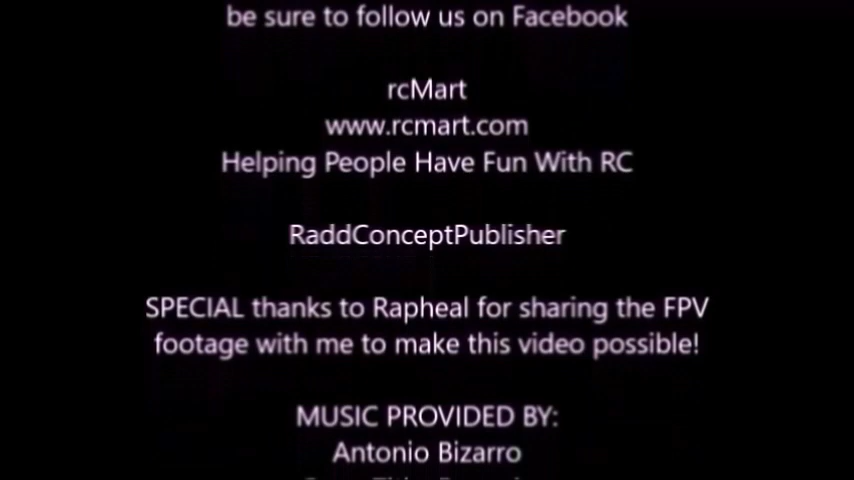 be sure to follow us on Facebook
rcMart
www.rcmart.com
Helping People Have Fun With RC
RaddConceptPublisher
SPECIAL thanks to Rapheal for sharing the FPV
footage with me to make this video possible!
MUSIC PROVIDED BY:
Antonio Bizarro